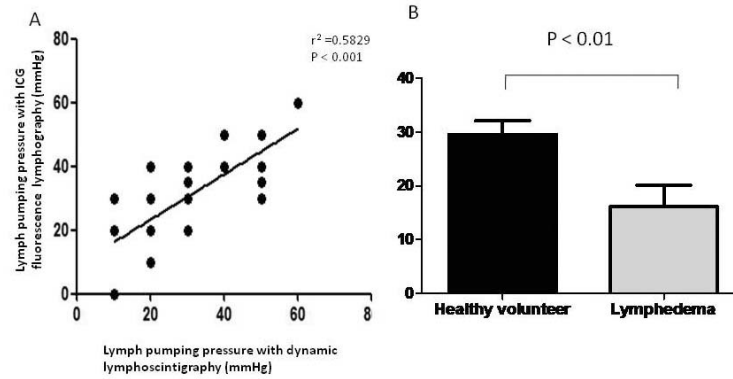 A
r² =0.5829
P < 0.001
Lymph pumping pressure with ICG
fluorescence lymphography (mmHg)
80
60
40
20
0
0 20 40 60 8
Lymph pumping pressure with dynamic
lymphoscintigraphy (mmHg)
B
P < 0.01
40
30
20
10
0
Healthy volunteer Lymphedema